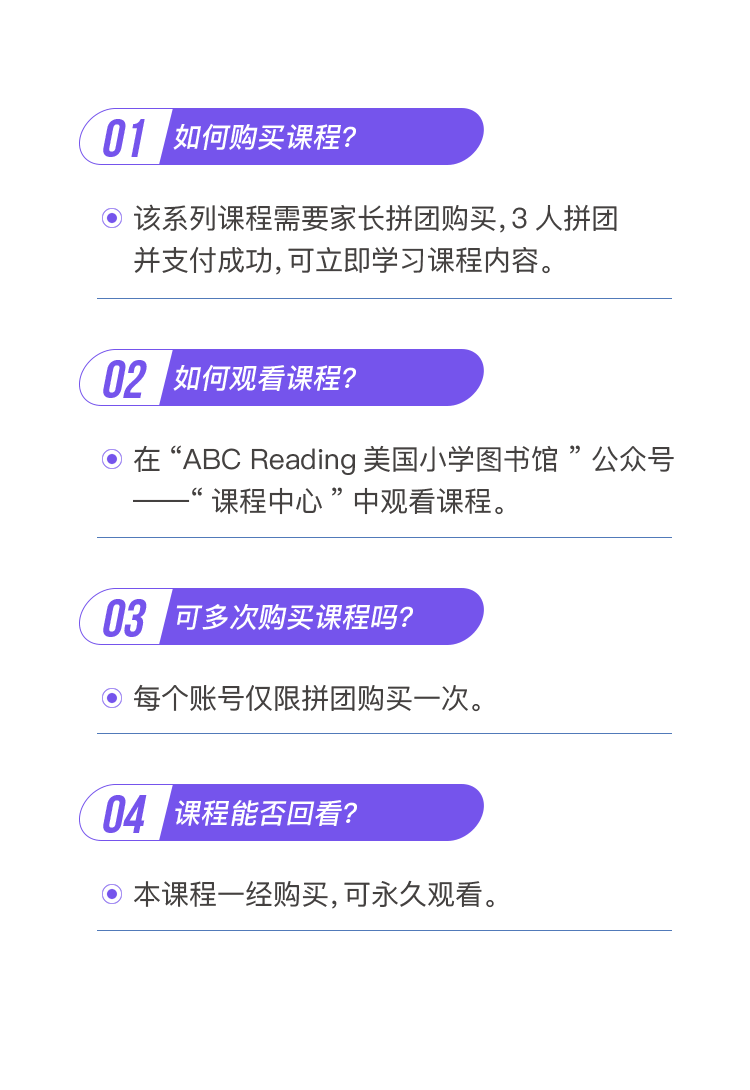 01 如何购买课程?
该系列课程需要家长拼团购买,3 人拼团
并支付成功,可立即学习课程内容。
02 如何观看课程?
在 “ABC Reading 美国小学图书馆 ” 公众号
——“ 课程中心 ” 中观看课程。
03 可多次购买课程吗?
每个账号仅限拼团购买一次。
04 课程能否回看?
本课程一经购买,可永久观看。